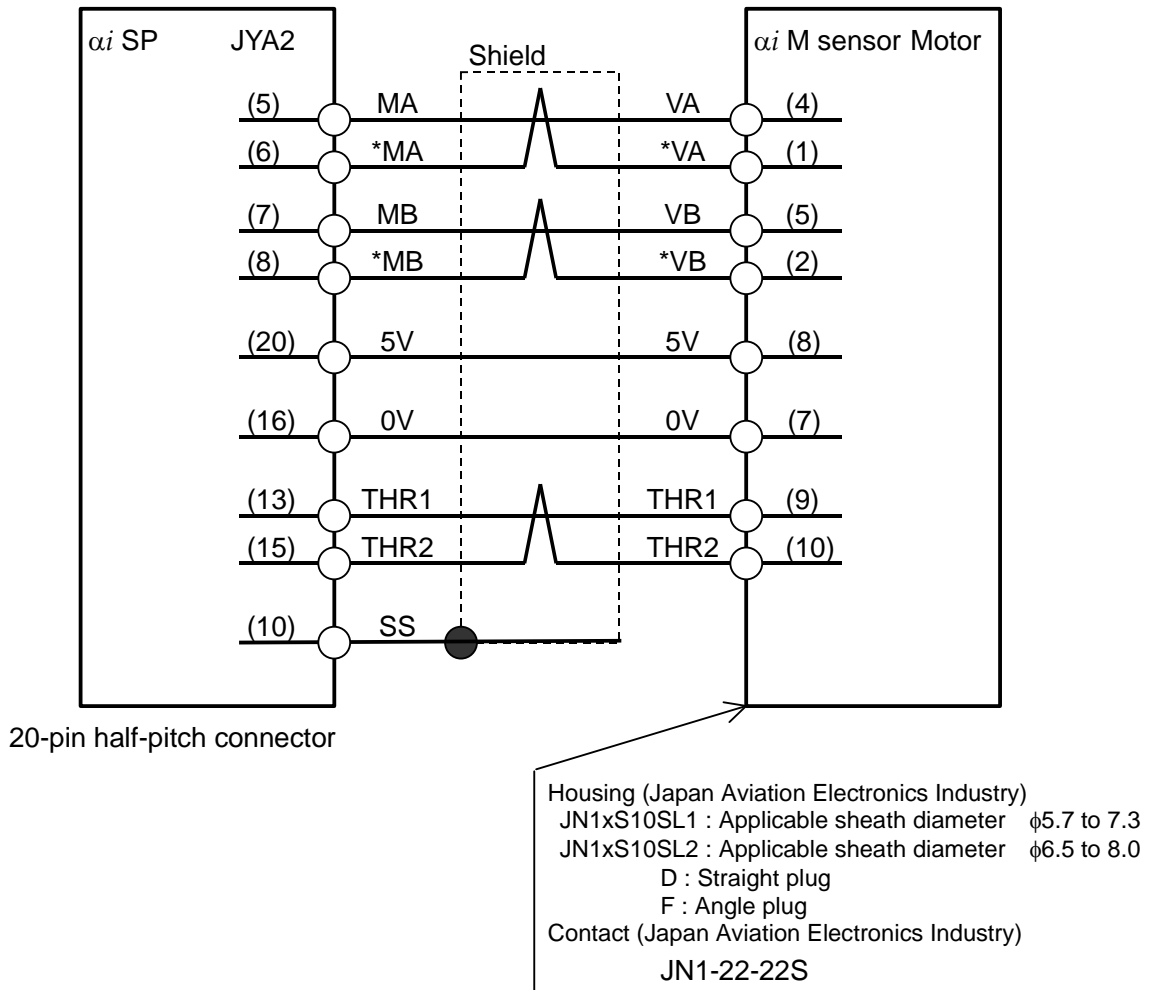 αi SP JYA2
Shield
αi M sensor Motor
(5) MA VA (4)
(6) *MA *VA (1)
(7) MB VB (5)
(8) *MB *VB (2)
(20) 5V 5V (8)
(16) 0V 0V (7)
(13) THR1 THR1 (9)
(15) THR2 THR2 (10)
(10) SS
20-pin half-pitch connector
Housing (Japan Aviation Electronics Industry)
JN1xS10SL1 : Applicable sheath diameter ϕ5.7 to 7.3
JN1xS10SL2 : Applicable sheath diameter ϕ6.5 to 8.0
D : Straight plug
F : Angle plug
Contact (Japan Aviation Electronics Industry)
JN1-22-22S